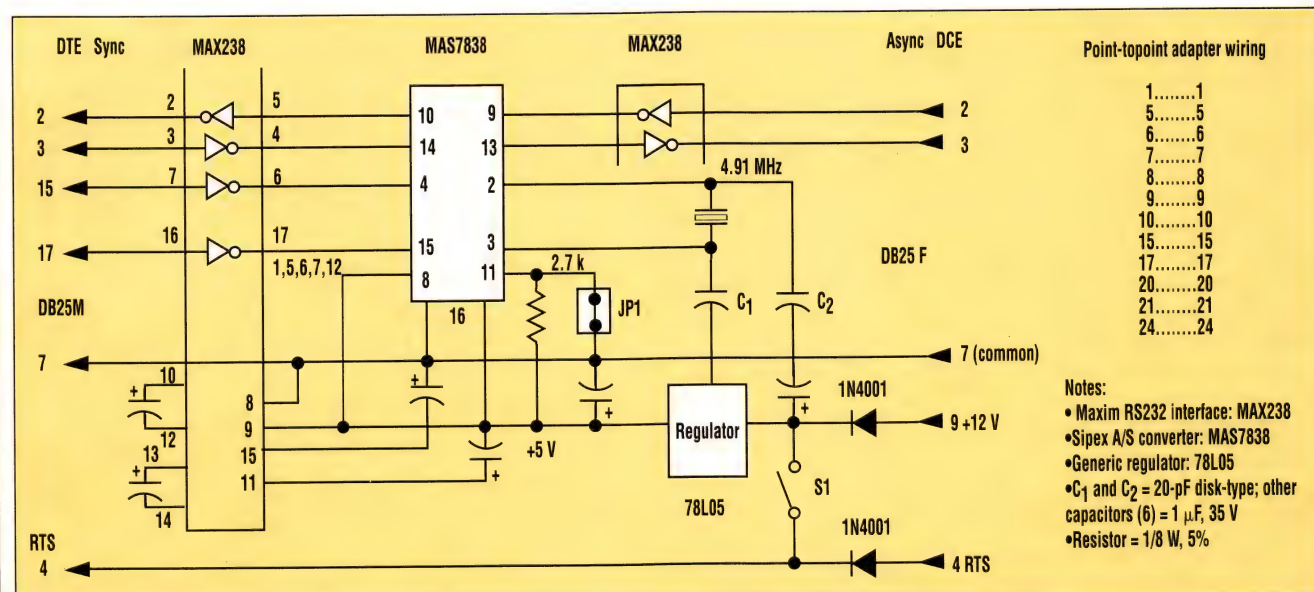 DTE Sync MAX238 MAS7838 MAX238 Async DCE Point-topoint adapter wiring
2 2 5 10 9 2
3 3 4 14 13 3
15 7 6 4 2 4.91 MHz
17 16 17 15 3
1,5,6,7,12 8 11 2.7 k
16 JP1 C1 C2 DB25 F
DB25M
7 7 (common)
10 8 1N4001
12 9 Regulator 9 +12 V
13 15 +5 V
14 11 78L05 S1
1N4001
RTS
4 4 RTS
1........1
5........5
6........6
7........7
8........8
9........9
10........10
15........15
17........17
20........20
21........21
24........24
Notes:
• Maxim RS232 interface: MAX238
•Sipex A/S converter: MAS7838
•Generic regulator: 78L05
•C1 and C2 = 20-pF disk-type; other
capacitors (6) = 1 μF, 35 V
•Resistor = 1/8 W, 5%